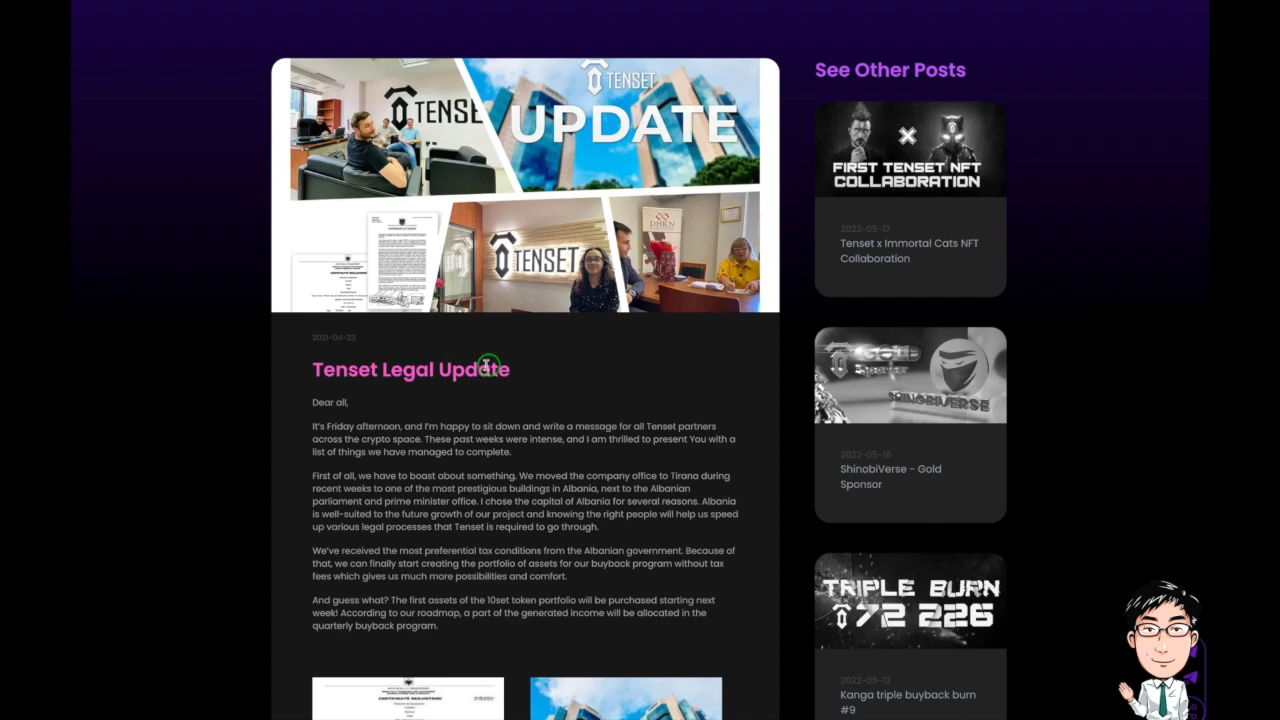 TENSE
TENSET
UPDATE
TENSET
DHKN
CERTIFICATE REGJISTRIMI
2021-04-23
Tenset Legal Update
Dear all,
It's Friday afternoon, and I'm happy to sit down and write a message for all Tenset partners
across the crypto space. These past weeks were intense, and I am thrilled to present You with a
list of things we have managed to complete.
First of all, we have to boast about something. We moved the company office to Tirana during
recent weeks to one of the most prestigious buildings in Albania, next to the Albanian
parliament and prime minister office. I chose the capital of Albania for several reasons. Albania
is well-suited to the future growth of our project and knowing the right people will help us speed
up various legal processes that Tenset is required to go through.
We've received the most preferential tax conditions from the Albanian government. Because of
that, we can finally start creating the portfolio of assets for our buyback program without tax
fees which gives us much more possibilities and comfort.
And guess what? The first assets of the 10set token portfolio will be purchased starting next
week! According to our roadmap, a part of the generated income will be allocated in the
quarterly buyback program.
See Other Posts
FIRST TENSET NFT
COLLABORATION
2022-05-17
Tenset x Immortal Cats NFT
Collaboration
Sponsor
SHINOBIVERSE
2022-05-16
ShinobiVerse - Gold
Sponsor
TRIPLE BURN
72 226
2022-05-13
Kanga triple buyback burn
#9